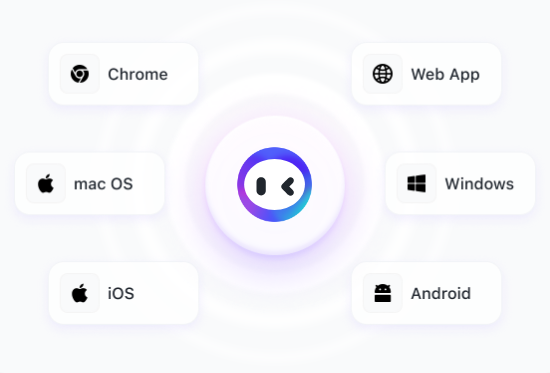 Chrome
Web App
mac OS
Windows
iOS
Android